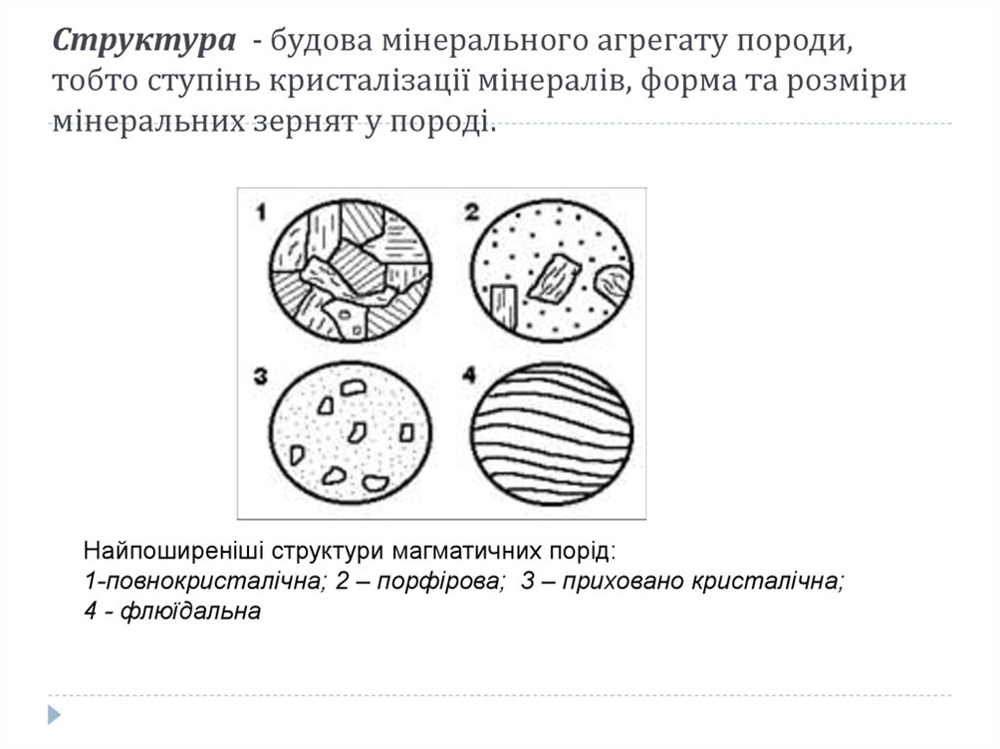 Структура - будова мінерального агрегату породи,
тобто ступінь кристалізації мінералів, форма та розміри
мінеральних зернят у породі.
1
2
3
4
Найпоширеніші структури магматичних порід:
1-повнокристалічна; 2 – порфірова; 3 – приховано кристалічна;
4 - флюїдальна